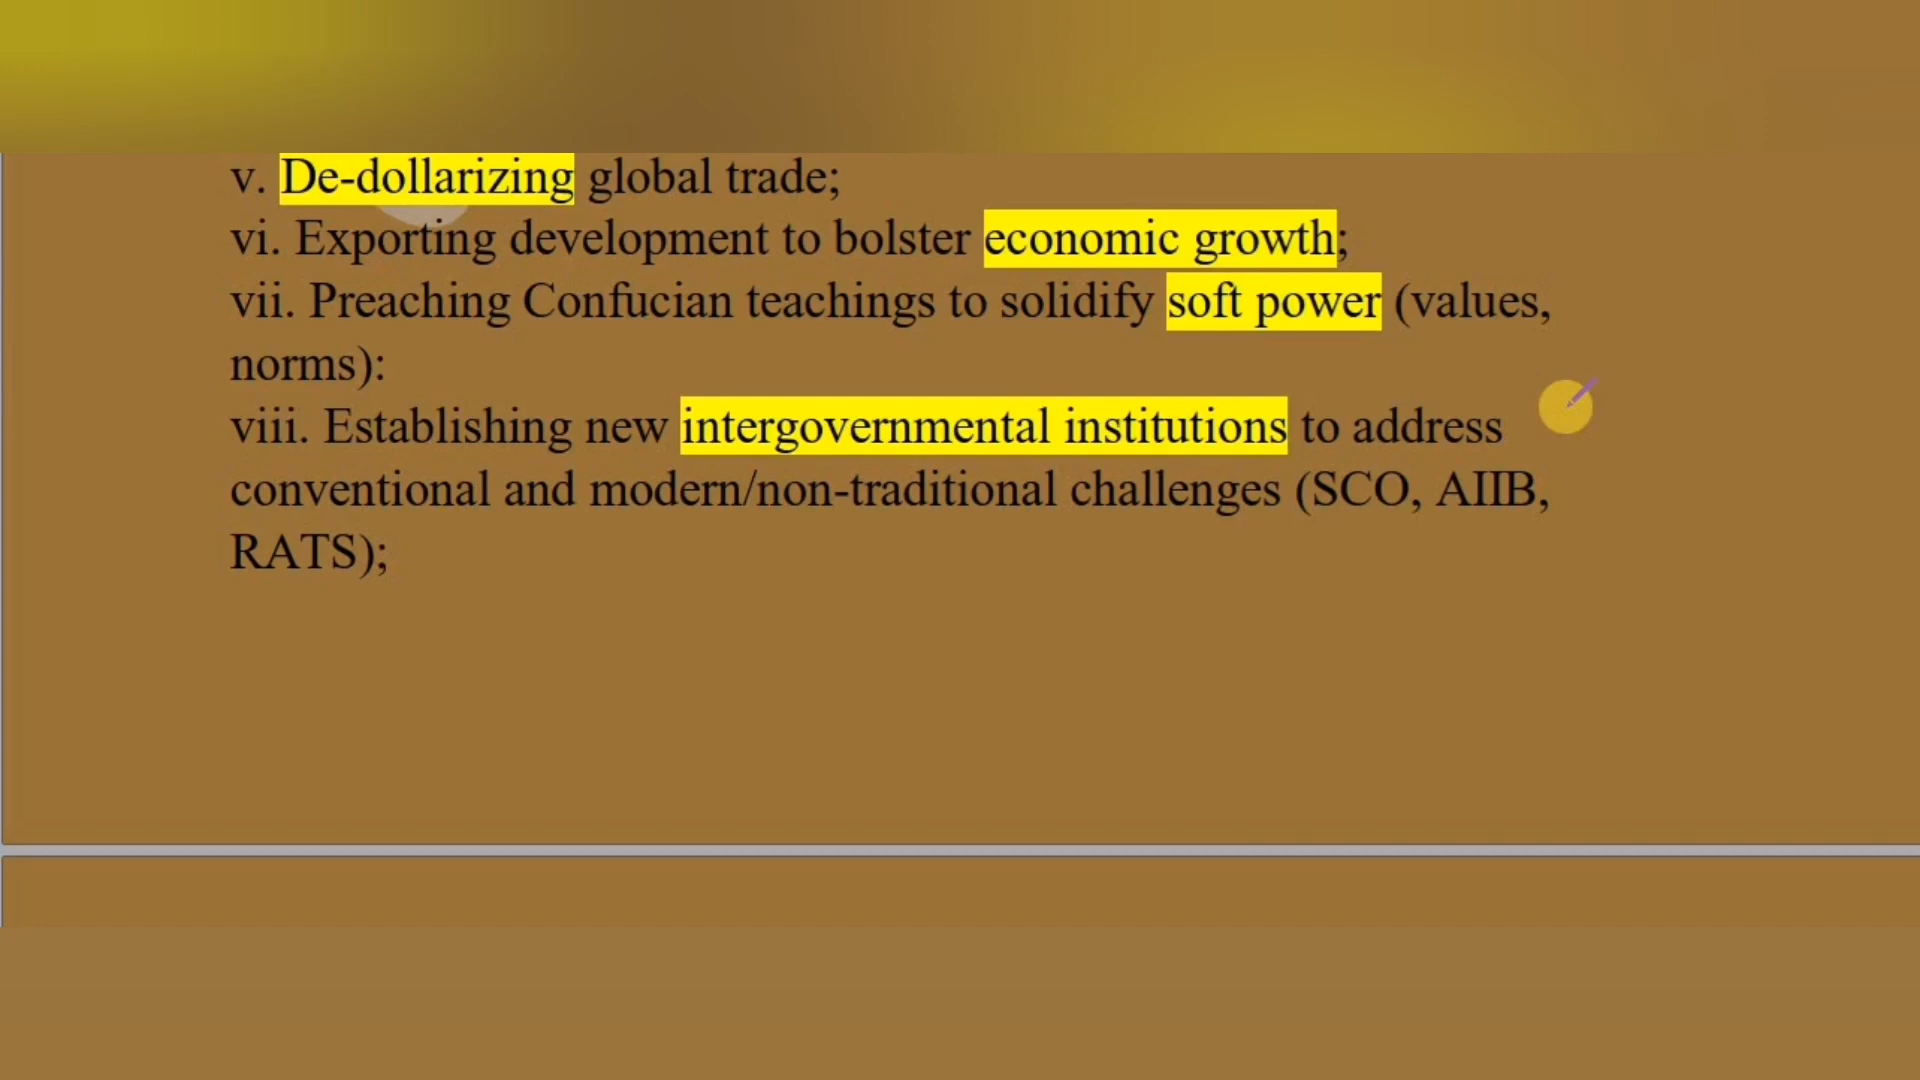 v. De-dollarizing global trade;
vi. Exporting development to bolster economic growth;
vii. Preaching Confucian teachings to solidify soft power (values,
norms):
viii. Establishing new intergovernmental institutions to address
conventional and modern/non-traditional challenges (SCO, AIIB,
RATS);